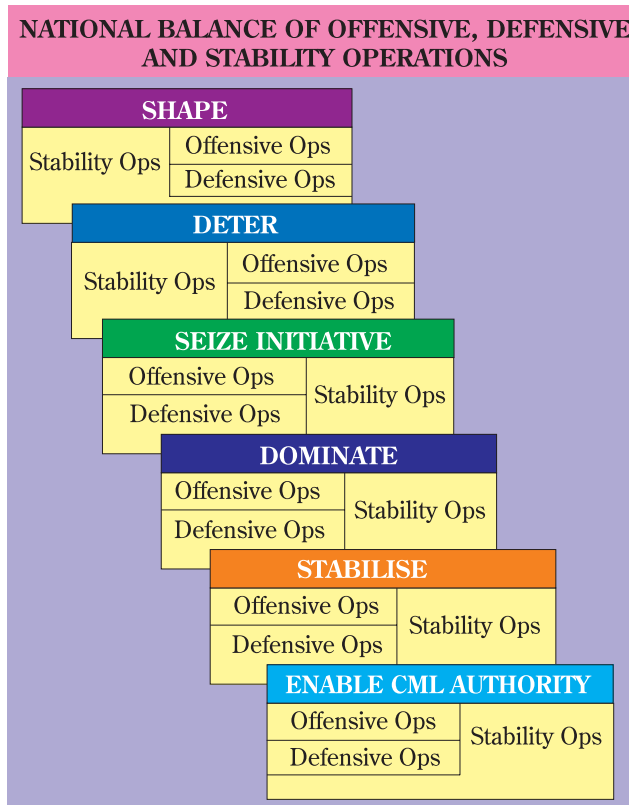 NATIONAL BALANCE OF OFFENSIVE, DEFENSIVE
AND STABILITY OPERATIONS
SHAPE
Stability Ops
Offensive Ops
Defensive Ops
DETER
Stability Ops
Offensive Ops
Defensive Ops
SEIZE INITIATIVE
Offensive Ops
Defensive Ops
Stability Ops
DOMINATE
Offensive Ops
Defensive Ops
Stability Ops
STABILISE
Offensive Ops
Defensive Ops
Stability Ops
ENABLE CML AUTHORITY
Offensive Ops
Defensive Ops
Stability Ops